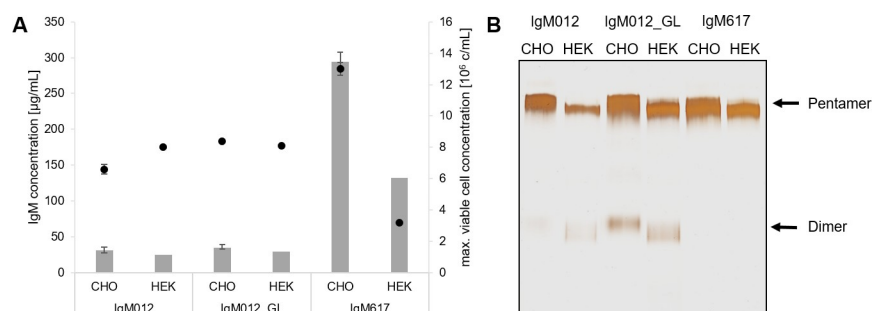 A
IgM concentration [µg/mL]
350
300
250
200
150
100
50
0
16
14
12
10
8
6
4
2
0
max. viable cell concentration [10⁶ c/mL]
CHO HEK CHO HEK CHO HEK
IgM012 IgM012_GL IgM617
B
IgM012 IgM012_GL IgM617
CHO HEK CHO HEK CHO HEK
Pentamer
Dimer